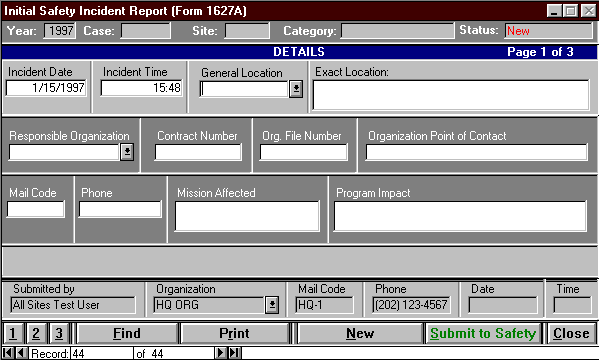 Initial Safety Incident Report (Form 1627A)
Year: 1997 Case: Site: Category: Status: New
DETAILS Page 1 of 3
Incident Date Incident Time General Location Exact Location:
1/15/1997 15:48
Responsible Organization Contract Number Org. File Number Organization Point of Contact
Mail Code Phone Mission Affected Program Impact
Submitted by Organization Mail Code Phone Date Time
All Sites Test User HQ ORG HQ-1 (202) 123-4567
1 2 3 Find Print New Submit to Safety Close
Record: 44 of 44